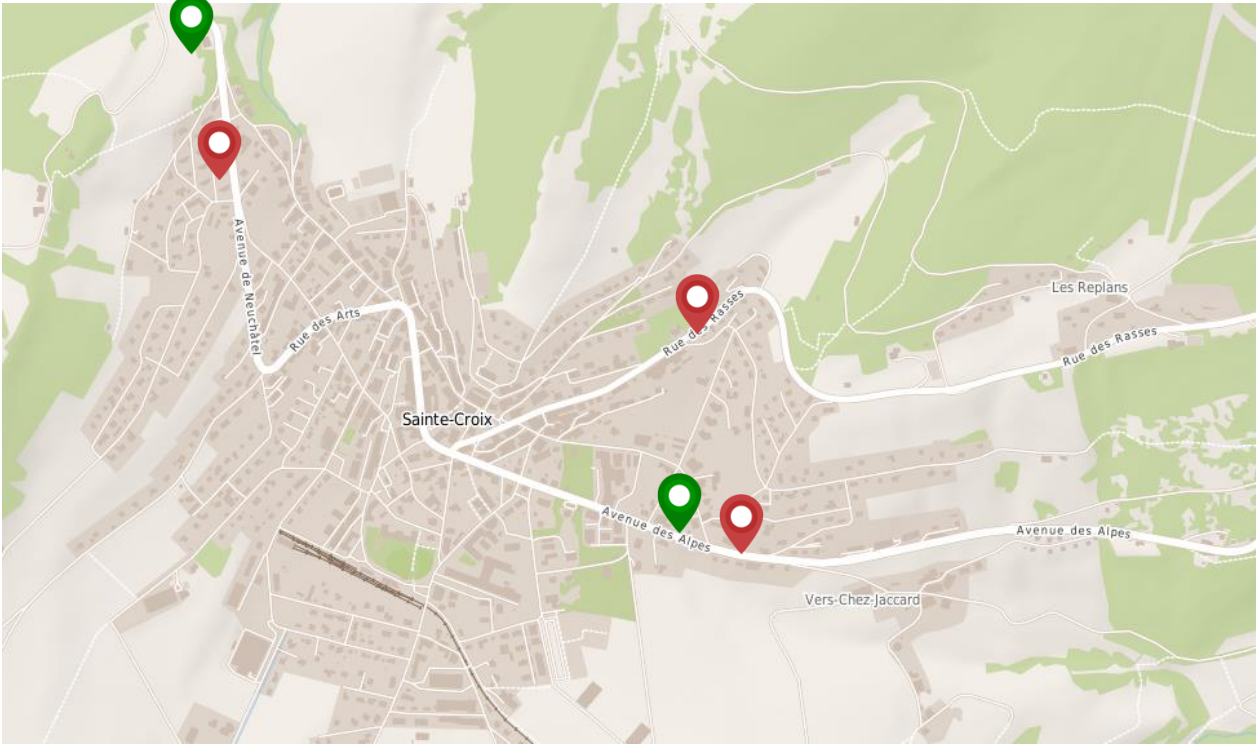 Avenue de Neuchâtel
Rue des Arts
Rue des Rasses
Les Replans
Rue des Rasses
Sainte-Croix
Avenue des Alpes
Avenue des Alpes
Vers-Chez-Jaccard